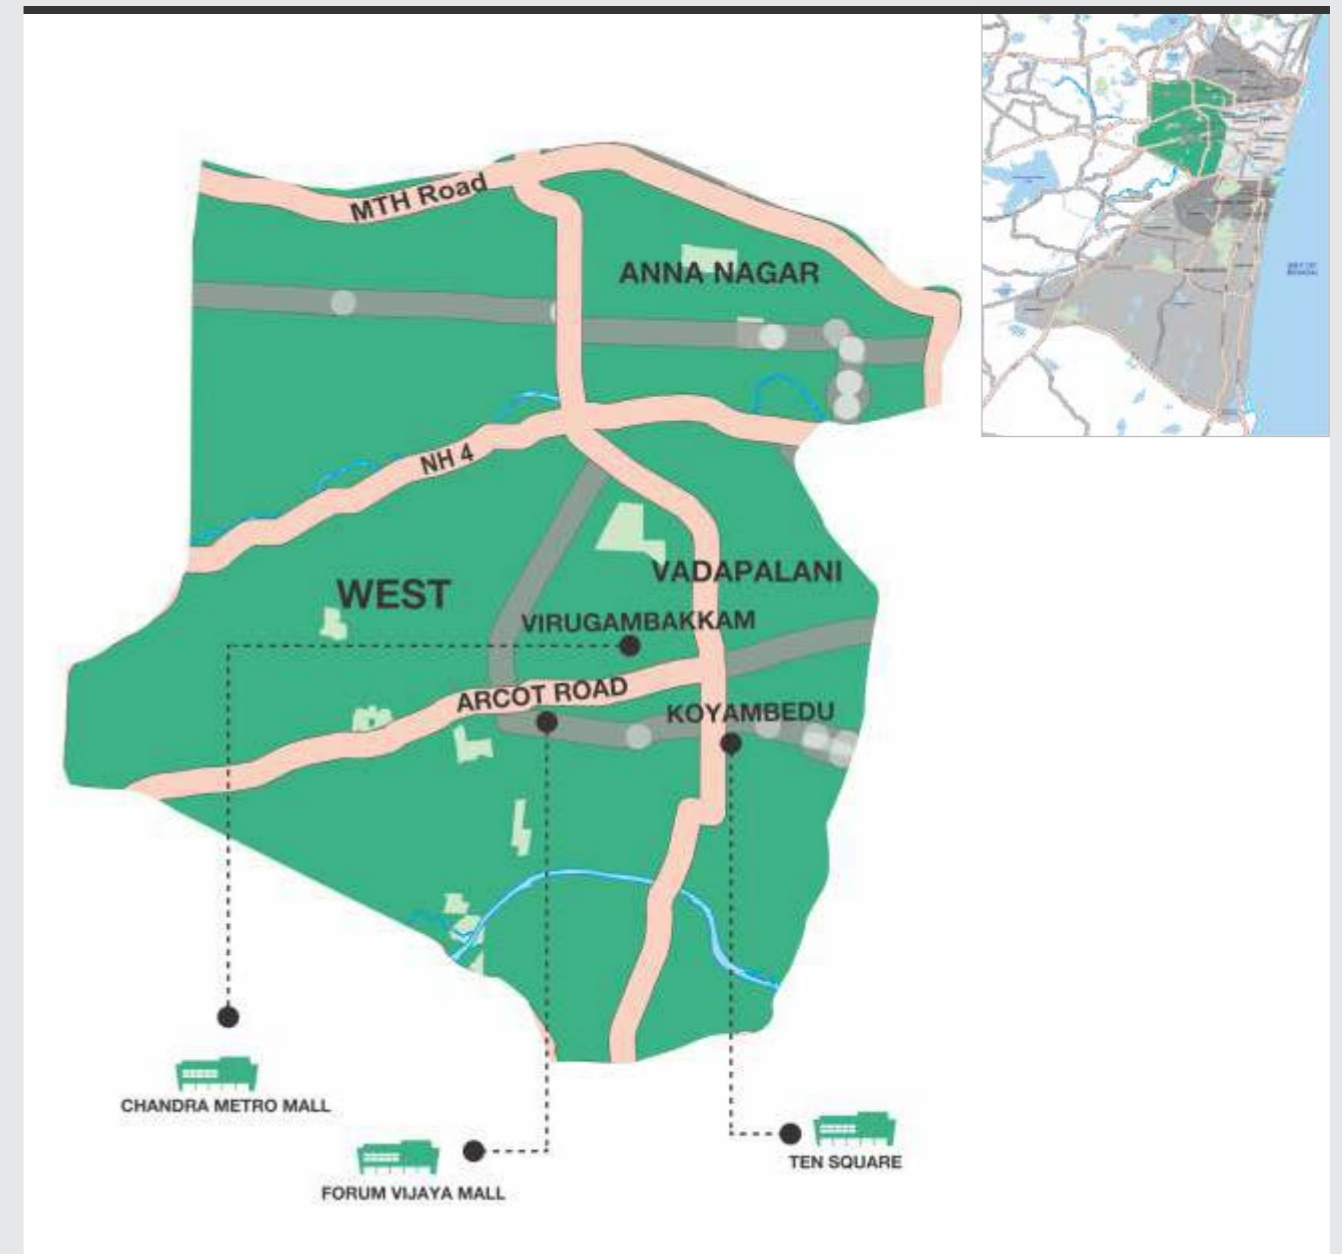 MTH Road
ANNA NAGAR
NH 4
WEST
VADAPALANI
VIRUGAMBAKKAM
ARCOT ROAD
KOYAMBEDU
CHANDRA METRO MALL
FORUM VIJAYA MALL
TEN SQUARE